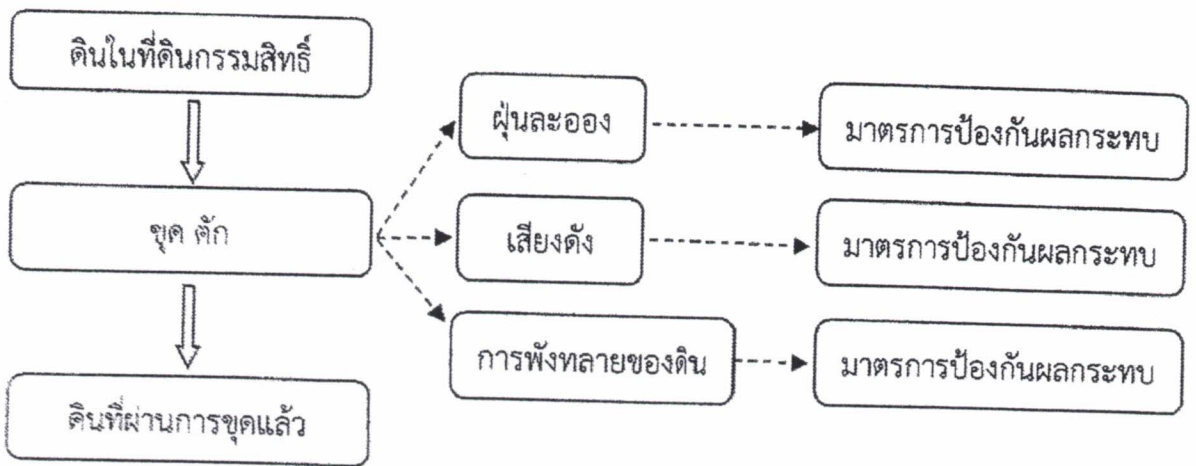 ดินในที่ดินกรรมสิทธิ์
ฝุ่นละออง
มาตรการป้องกันผลกระทบ
ขุด ตัก
เสียงดัง
มาตรการป้องกันผลกระทบ
การพังทลายของดิน
มาตรการป้องกันผลกระทบ
ดินที่ผ่านการขุดแล้ว